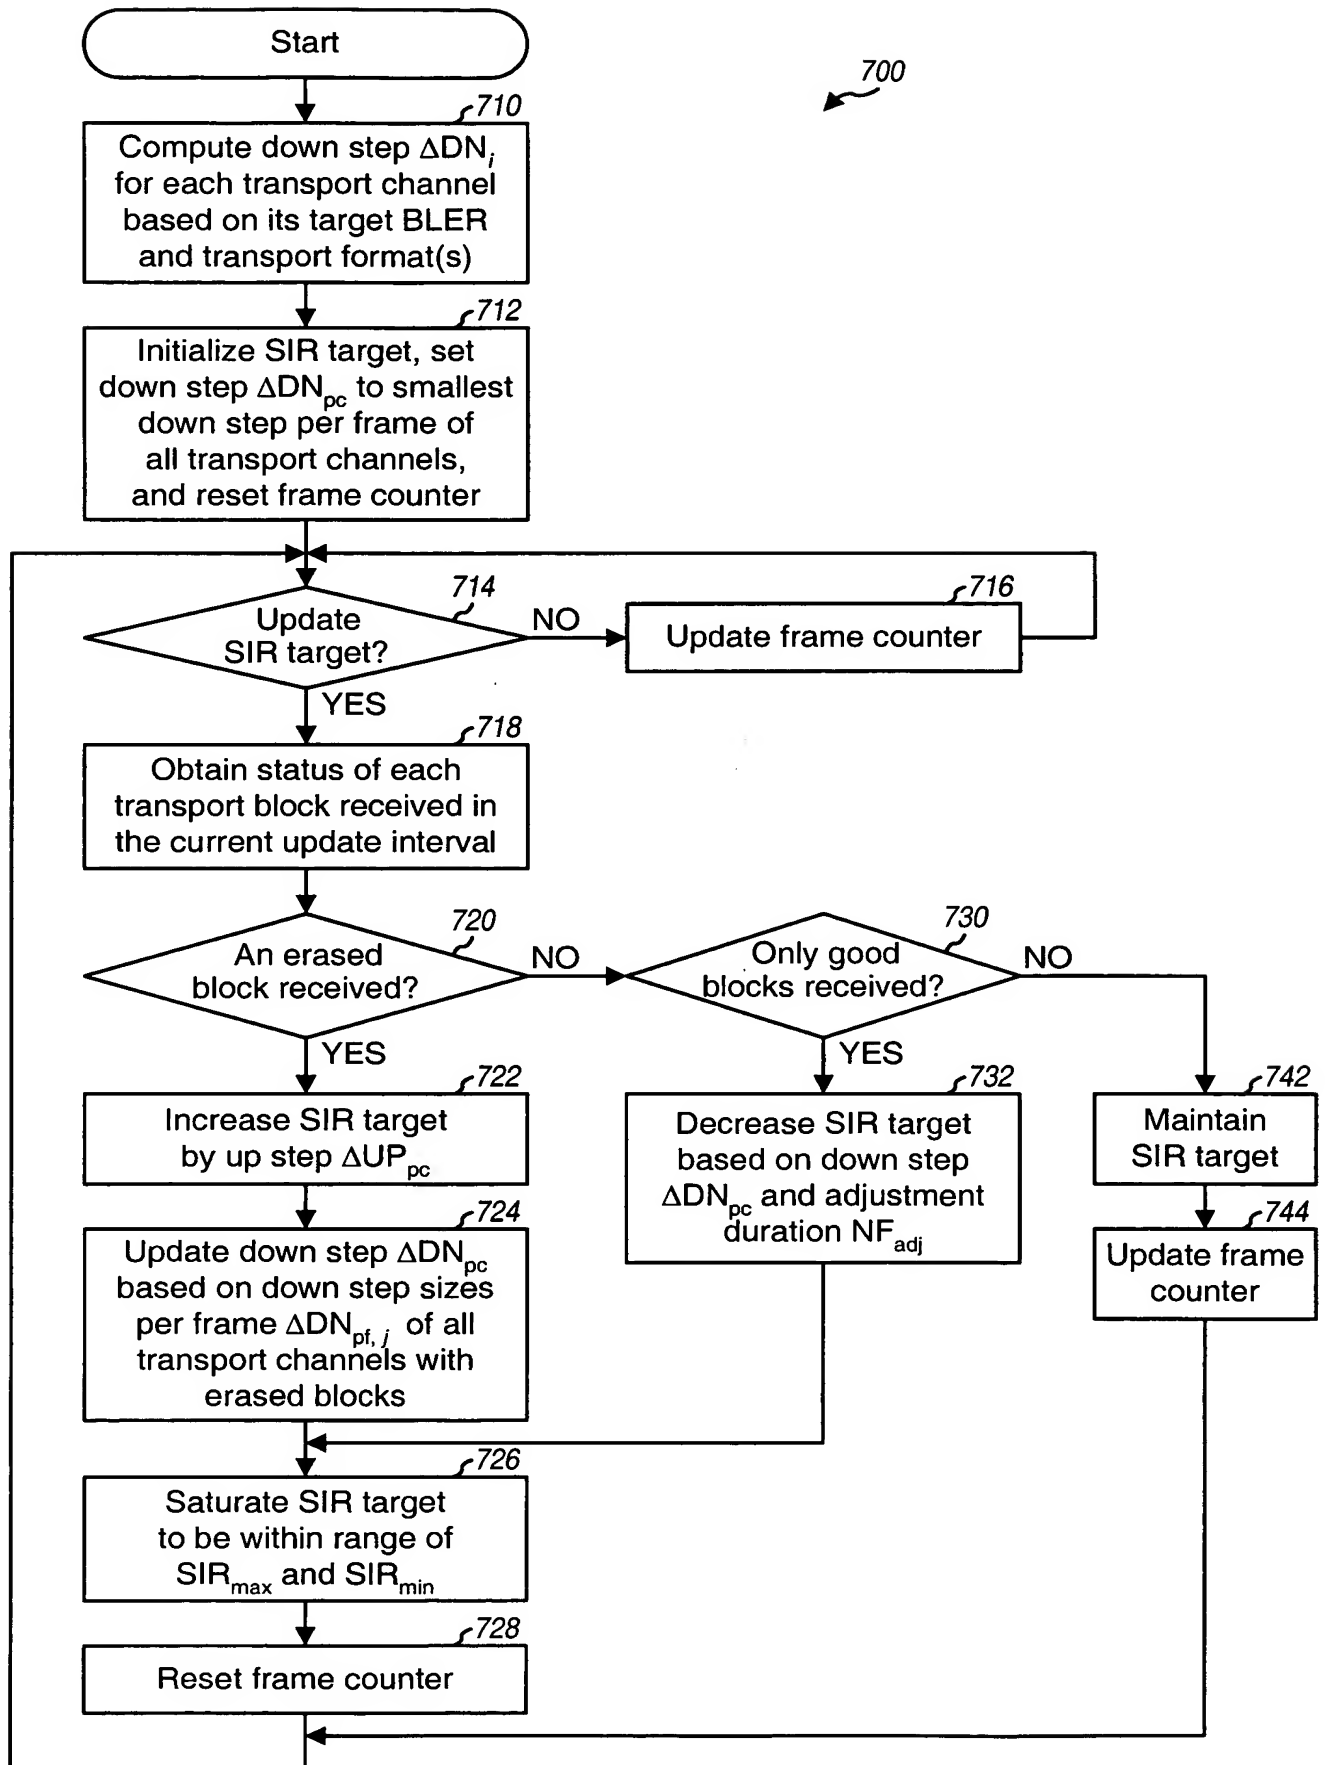 Start
700
710
Compute down step ΔDNᵢ
for each transport channel
based on its target BLER
and transport format(s)
712
Initialize SIR target, set
down step ΔDNpc to smallest
down step per frame of
all transport channels,
and reset frame counter
714
Update
SIR target?
NO
716
Update frame counter
YES
718
Obtain status of each
transport block received in
the current update interval
720
An erased
block received?
NO
730
Only good
blocks received?
NO
YES
YES
722
Increase SIR target
by up step ΔUPpc
732
Decrease SIR target
based on down step
ΔDNpc and adjustment
duration NFadj
742
Maintain
SIR target
724
Update down step ΔDNpc
based on down step sizes
per frame ΔDNpf, j of all
transport channels with
erased blocks
744
Update frame
counter
726
Saturate SIR target
to be within range of
SIRmax and SIRmin
728
Reset frame counter